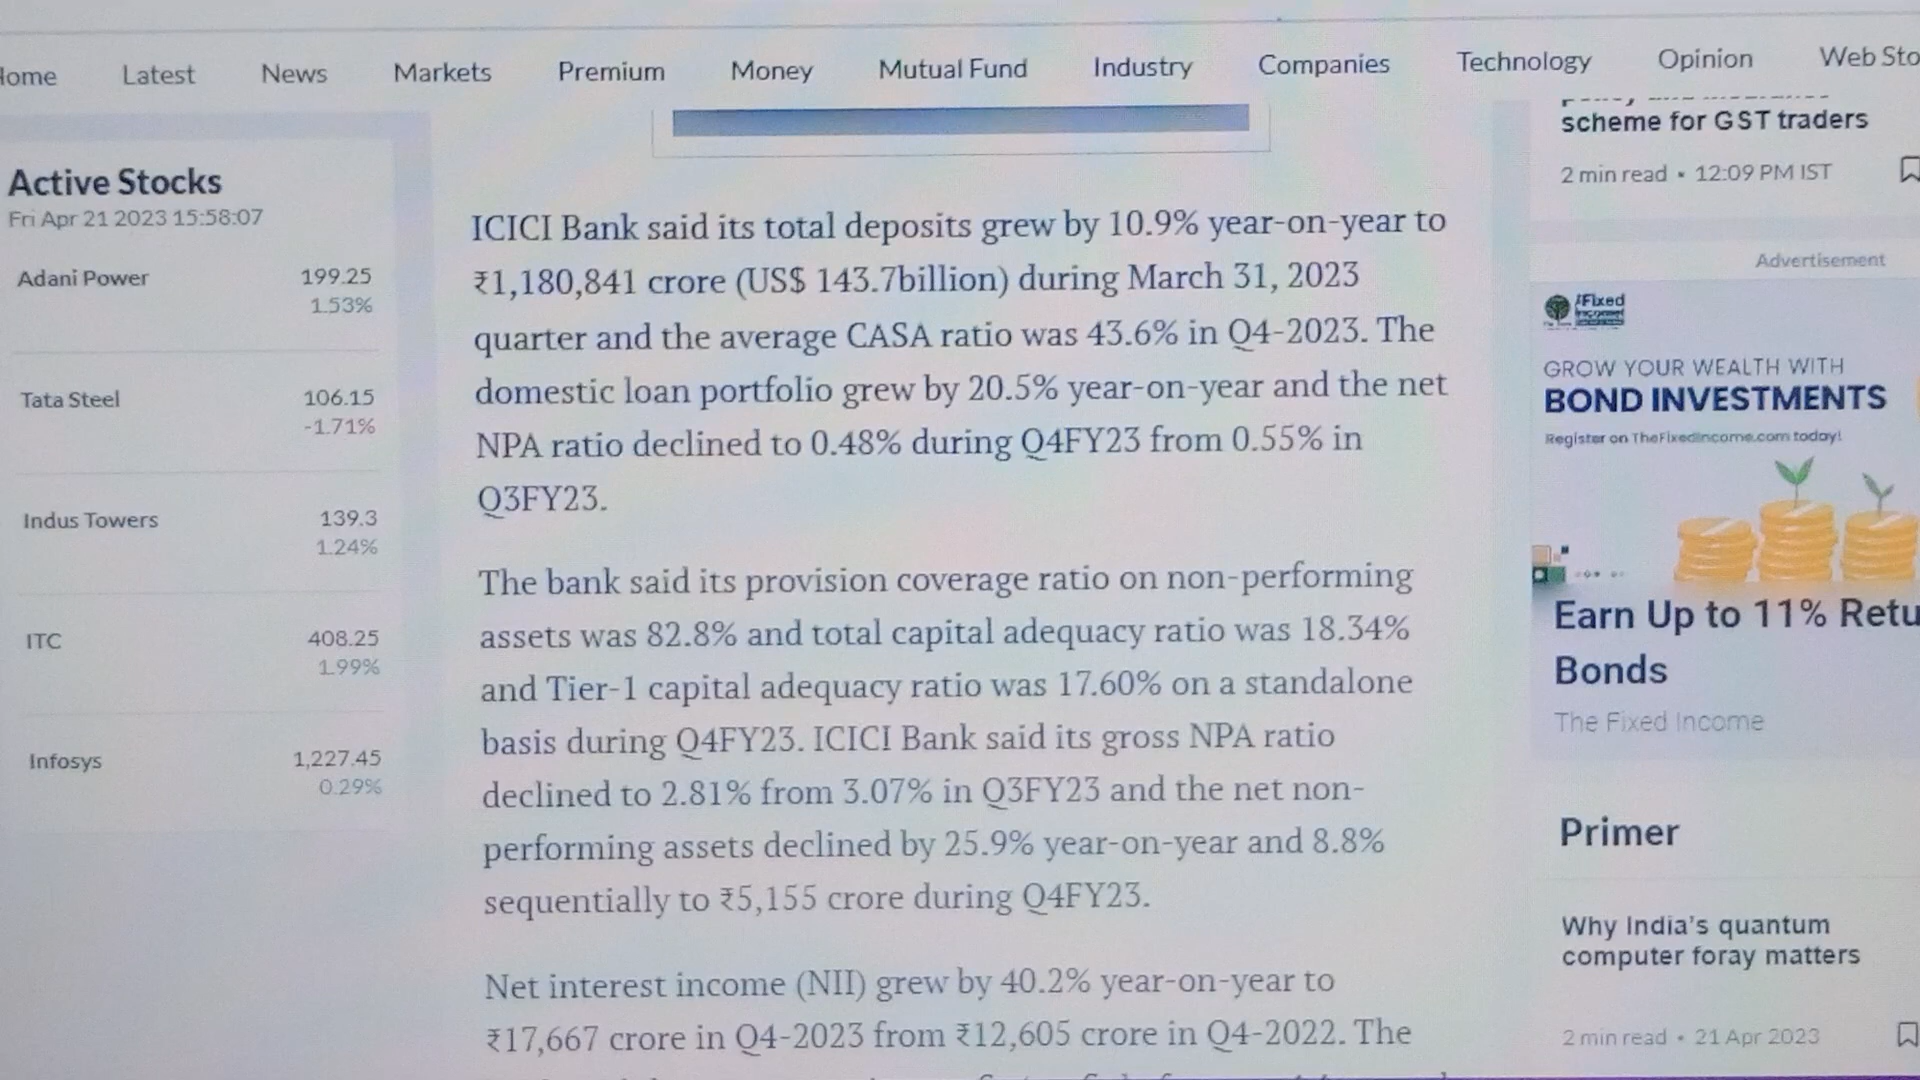 Home
Latest
News
Markets
Premium
Money
Mutual Fund
Industry
Companies
Technology
Opinion
Web Sto
Active Stocks
Fri Apr 21 2023 15:58:07
Adani Power 199.25
1.53%
Tata Steel 106.15
-1.71%
Indus Towers 139.3
1.24%
ITC 408.25
1.99%
Infosys 1,227.45
0.29%
ICICI Bank said its total deposits grew by 10.9% year-on-year to
₹1,180,841 crore (US$ 143.7billion) during March 31, 2023
quarter and the average CASA ratio was 43.6% in Q4-2023. The
domestic loan portfolio grew by 20.5% year-on-year and the net
NPA ratio declined to 0.48% during Q4FY23 from 0.55% in
Q3FY23.
The bank said its provision coverage ratio on non-performing
assets was 82.8% and total capital adequacy ratio was 18.34%
and Tier-1 capital adequacy ratio was 17.60% on a standalone
basis during Q4FY23. ICICI Bank said its gross NPA ratio
declined to 2.81% from 3.07% in Q3FY23 and the net non-
performing assets declined by 25.9% year-on-year and 8.8%
sequentially to ₹5,155 crore during Q4FY23.
Net interest income (NII) grew by 40.2% year-on-year to
₹17,667 crore in Q4-2023 from ₹12,605 crore in Q4-2022. The
scheme for GST traders
2 min read • 12:09 PM IST
Advertisement
Fixed
Income
GROW YOUR WEALTH WITH
BOND INVESTMENTS
Register on TheFixedIncome.com today!
Earn Up to 11% Retu
Bonds
The Fixed Income
Primer
Why India's quantum
computer foray matters
2 min read • 21 Apr 2023